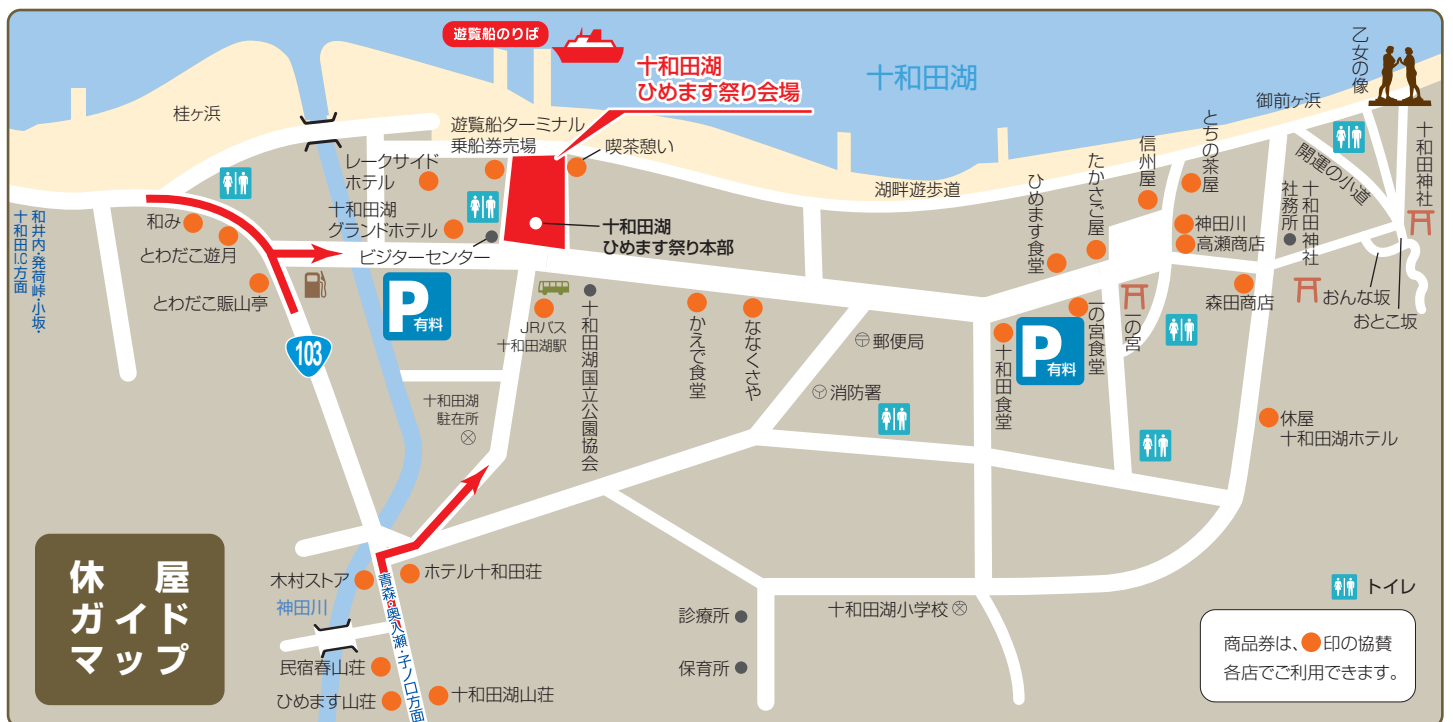 遊覧船のりば
十和田湖
ひめます祭り会場
十和田湖
乙女の像
御前ヶ浜
桂ヶ浜
遊覧船ターミナル
乗船券売場
喫茶憩い
レークサイド
ホテル
十和田湖
グランドホテル
ビジターセンター
十和田湖
ひめます祭り本部
湖畔遊歩道
ひめます食堂
たかさご屋
信州屋
とちの茶屋
神田川
高瀬商店
十和田神社
社務所
開運の小道
十和田神社
森田商店
おんな坂
おとこ坂
和井内・発荷峠・小坂・
十和田I.C方面
和み
とわだこ遊月
とわだこ賑山亭
103
P
有料
JRバス
十和田湖駅
十和田湖国立公園協会
かえで食堂
ななくさや
〒郵便局
消防署
十和田食堂
P
有料
一の宮食堂
一の宮
休屋
十和田湖ホテル
十和田湖
駐在所
木村ストア
神田川
ホテル十和田荘
青森・奥入瀬・子ノ口方面
民宿春山荘
ひめます山荘
十和田湖山荘
診療所
保育所
十和田湖小学校
休屋
ガイド
マップ
トイレ
商品券は、●印の協賛
各店でご利用できます。